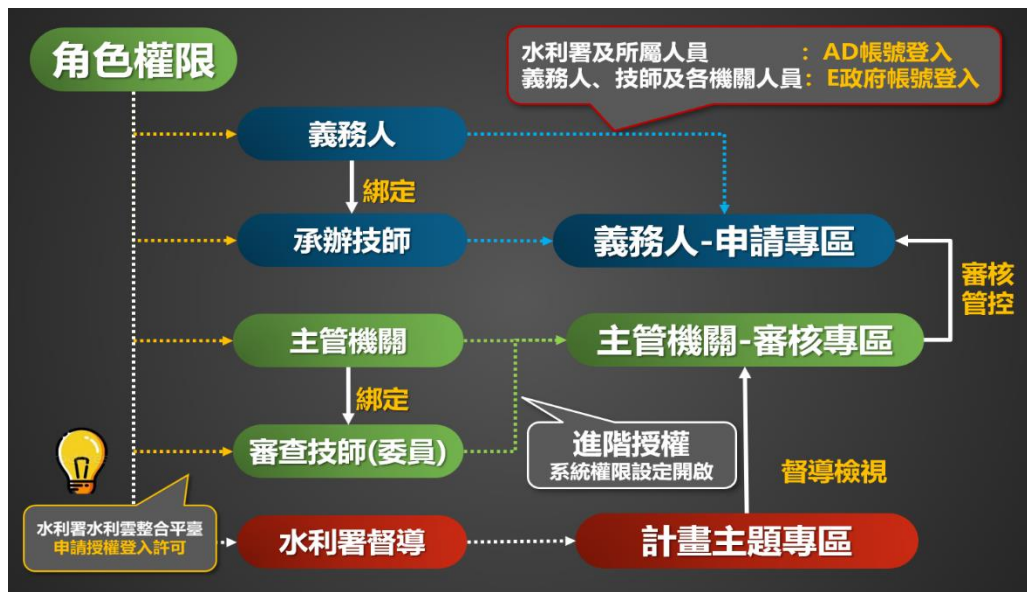 角色權限
水利署及所屬人員 : AD帳號登入
義務人、技師及各機關人員: E政府帳號登入
義務人
綁定
承辦技師
義務人-申請專區
審核
管控
主管機關
主管機關-審核專區
綁定
審查技師(委員)
進階授權
系統權限設定開啟
督導檢視
水利署水利雲整合平臺
申請授權登入許可
水利署督導
計畫主題專區